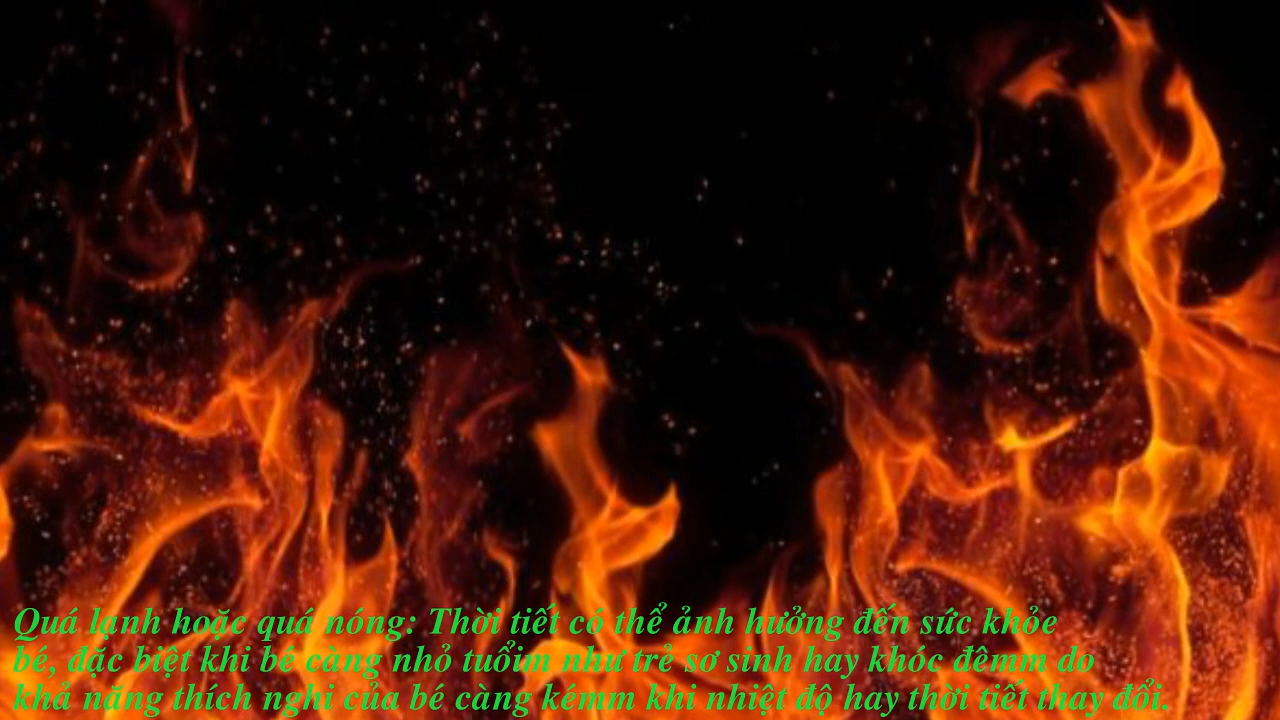 Quá lạnh hoặc quá nóng: Thời tiết có thể ảnh hưởng đến sức khỏe
bé, đặc biệt khi bé càng nhỏ tuổim như trẻ sơ sinh hay khóc đêmm do
khả năng thích nghi của bé càng kémm khi nhiệt độ hay thời tiết thay đổi.